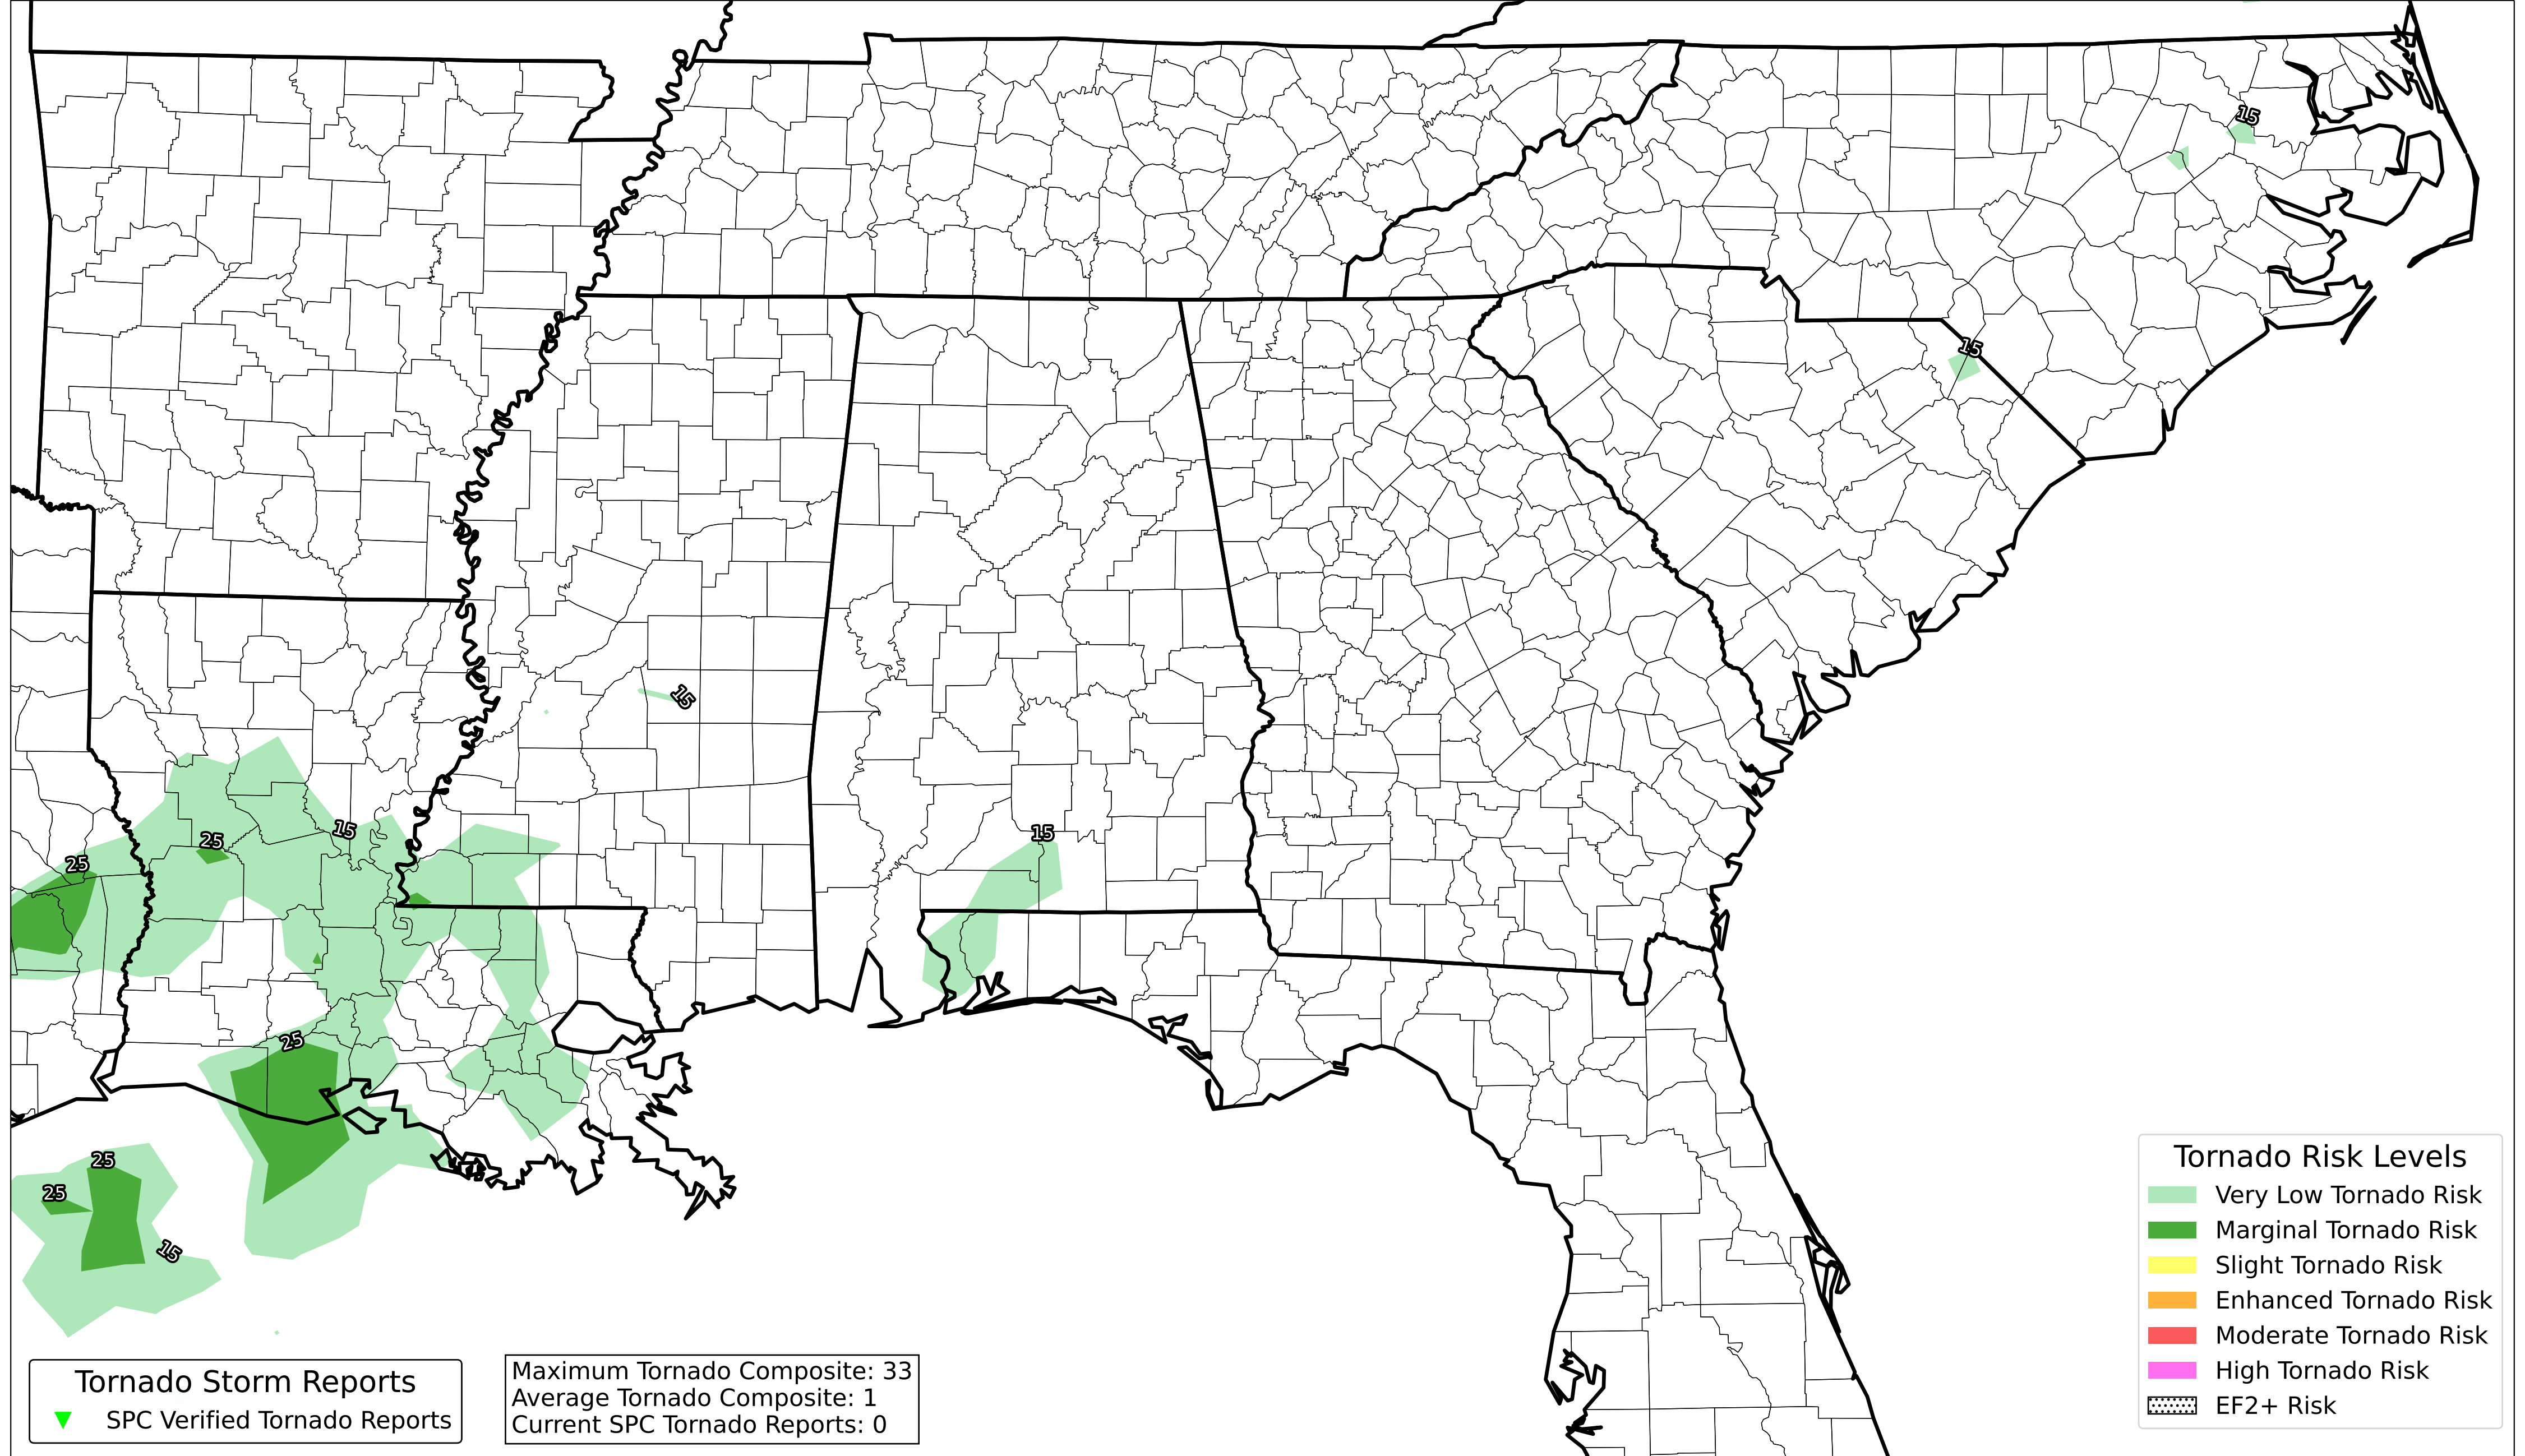 15
15
15
15
25
15
25
25
25
25
15
Tornado Storm Reports
SPC Verified Tornado Reports
Maximum Tornado Composite: 33
Average Tornado Composite: 1
Current SPC Tornado Reports: 0
Tornado Risk Levels
Very Low Tornado Risk
Marginal Tornado Risk
Slight Tornado Risk
Enhanced Tornado Risk
Moderate Tornado Risk
High Tornado Risk
EF2+ Risk